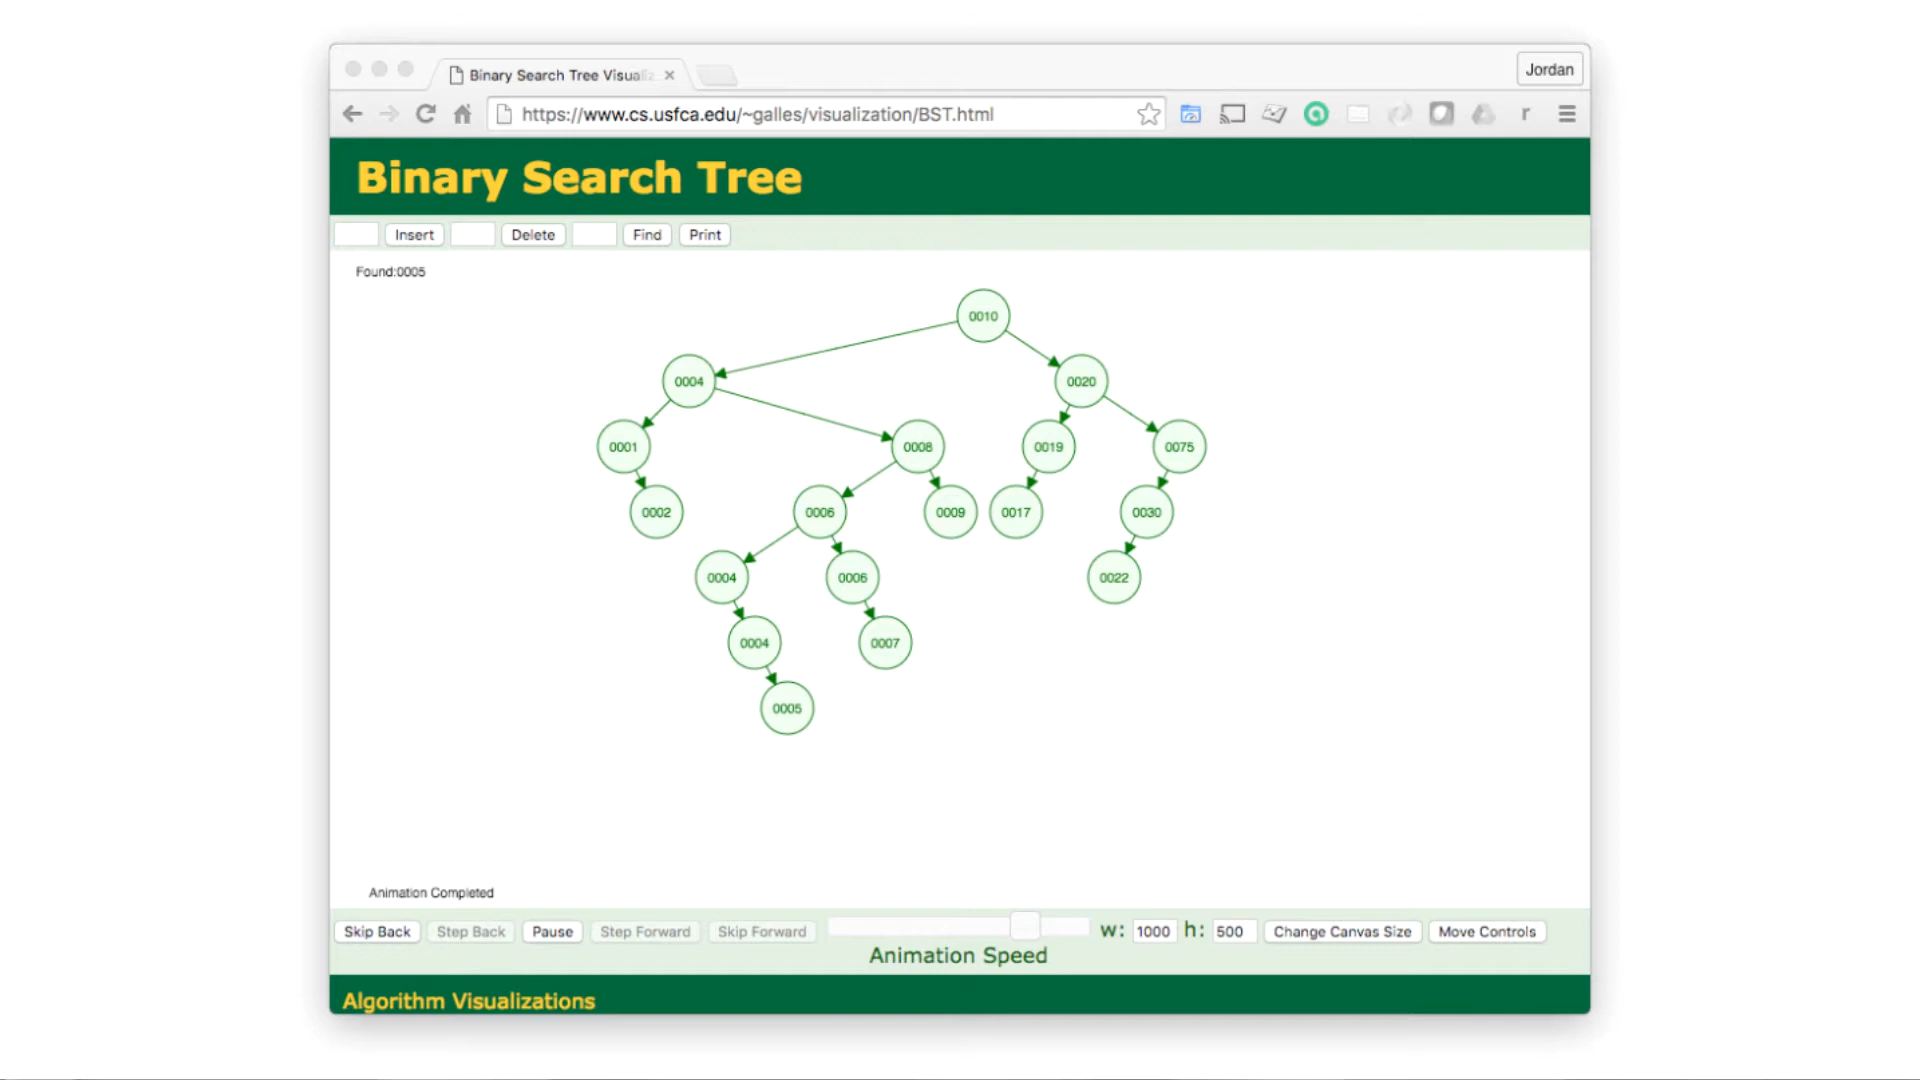 Binary Search Tree Visualiz
Jordan
https://www.cs.usfca.edu/~galles/visualization/BST.html
r
Binary Search Tree
Insert Delete Find Print
Found:0005
0010
0004 0020
0001 0008 0019 0075
0002 0006 0009 0017 0030
0004 0006 0022
0004 0007
0005
Animation Completed
Skip Back Step Back Pause Step Forward Skip Forward w: 1000 h: 500 Change Canvas Size Move Controls
Animation Speed
Algorithm Visualizations